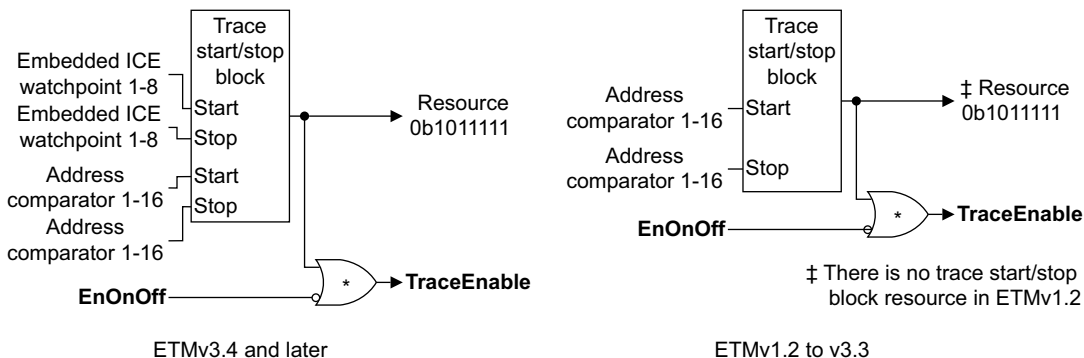 Trace
start/stop
block
Embedded ICE
watchpoint 1-8
Embedded ICE
watchpoint 1-8
Address
comparator 1-16
Address
comparator 1-16
Start
Stop
Start
Stop
Resource
0b1011111
EnOnOff
*
TraceEnable
ETMv3.4 and later
Trace
start/stop
block
Address
comparator 1-16
Address
comparator 1-16
Start
Stop
‡ Resource
0b1011111
EnOnOff
*
TraceEnable
‡ There is no trace start/stop
block resource in ETMv1.2
ETMv1.2 to v3.3